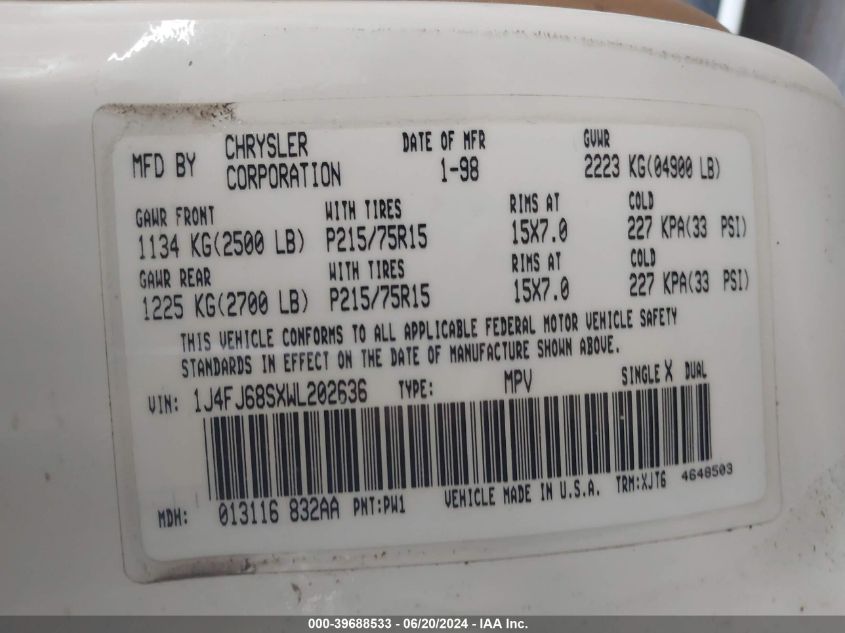 MFD BY CHRYSLER CORPORATION DATE OF MFR 1-98 GVWR 2223 KG(04900 LB)
GAWR FRONT WITH TIRES RIMS AT COLD
1134 KG(2500 LB) P215/75R15 15X7.0 227 KPA(33 PSI)
GAWR REAR WITH TIRES RIMS AT COLD
1225 KG(2700 LB) P215/75R15 15X7.0 227 KPA(33 PSI)
THIS VEHICLE CONFORMS TO ALL APPLICABLE FEDERAL MOTOR VEHICLE SAFETY
STANDARDS IN EFFECT ON THE DATE OF MANUFACTURE SHOWN ABOVE.
VIN: 1J4FJ68SXWL202636 TYPE: MPV SINGLE X DUAL
MDH: 013116 832AA PNT:PW1 VEHICLE MADE IN U.S.A. TRM:XJT6 4648503
000-39688533 - 06/20/2024 - IAA Inc.